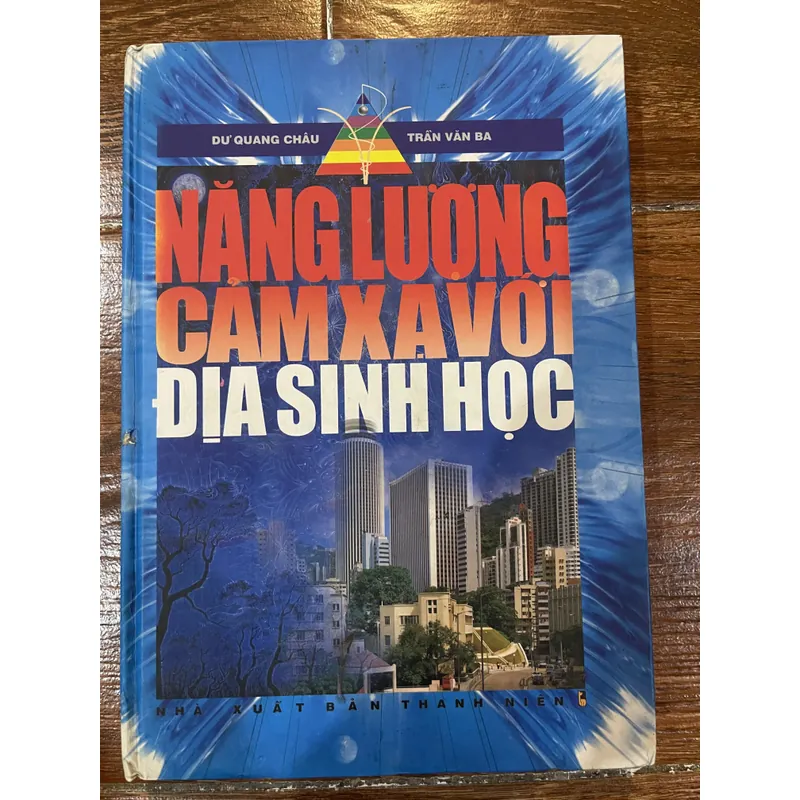 DƯ QUANG CHÂU TRẦN VĂN BA
NĂNG LƯỢNG
CẢM XẠ VỚI
ĐỊA SINH HỌC
NHÀ XUẤT BẢN THANH NIÊN